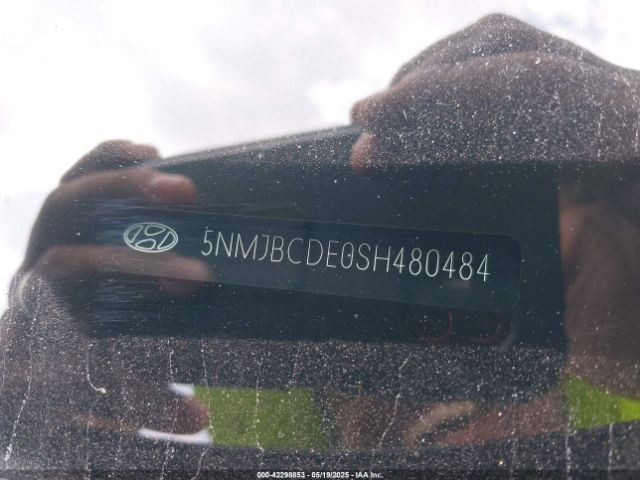 5NMJBCDE0SH480484
000-42298853 - 05/19/2025 - IAA Inc.